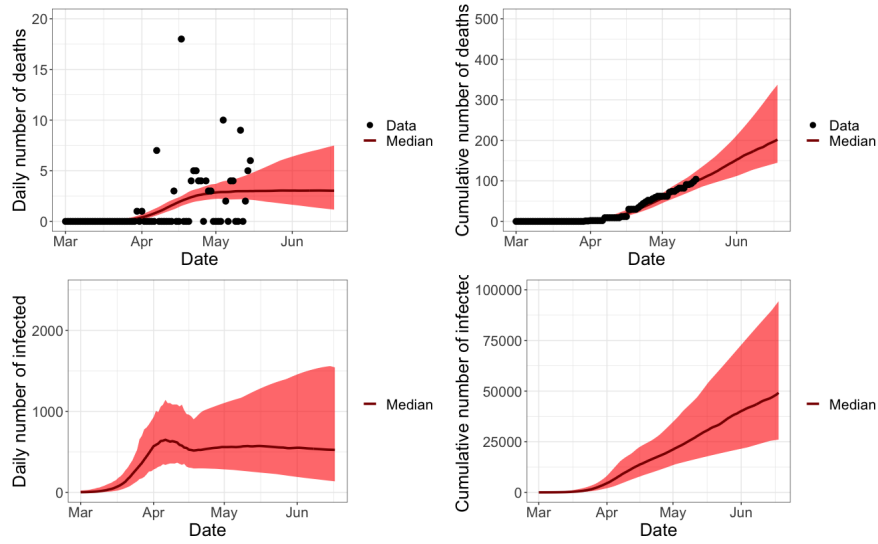 Daily number of deaths
20
15
10
5
0
Mar
Apr
May
Jun
Date
Data
Median
Cumulative number of deaths
500
400
300
200
100
0
Mar
Apr
May
Jun
Date
Data
Median
Daily number of infected
2000
1000
0
Mar
Apr
May
Jun
Date
Median
Cumulative number of infected
100000
75000
50000
25000
0
Mar
Apr
May
Jun
Date
Median